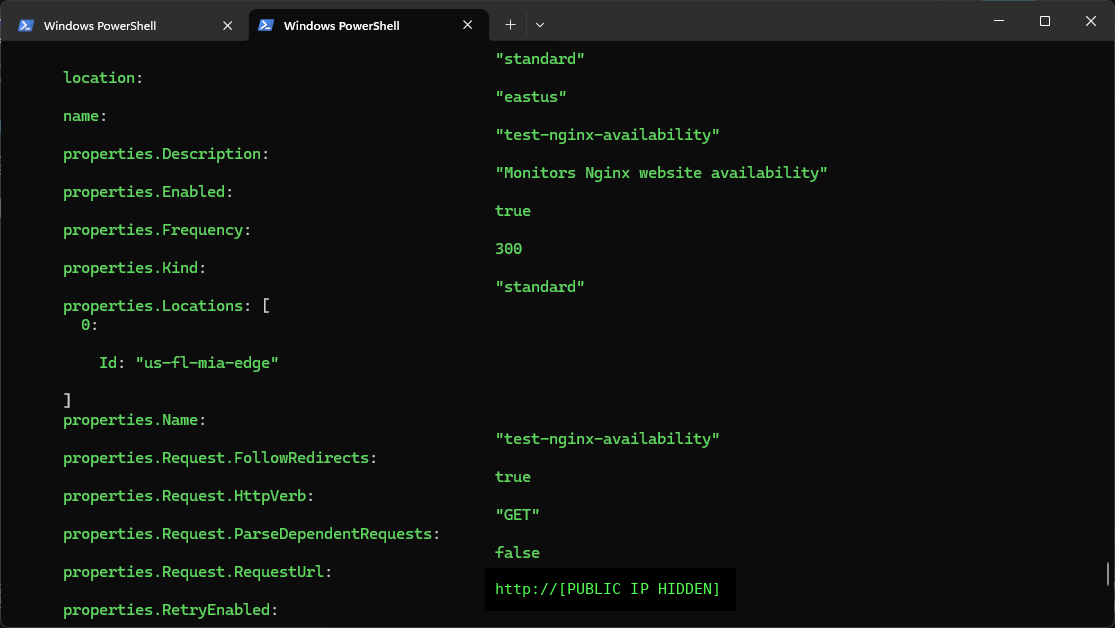 Windows PowerShell
Windows PowerShell
"standard"
location:
"eastus"
name:
"test-nginx-availability"
properties.Description:
"Monitors Nginx website availability"
properties.Enabled:
true
properties.Frequency:
300
properties.Kind:
"standard"
properties.Locations: [
0:
Id: "us-fl-mia-edge"
]
properties.Name:
"test-nginx-availability"
properties.Request.FollowRedirects:
true
properties.Request.HttpVerb:
"GET"
properties.Request.ParseDependentRequests:
false
properties.Request.RequestUrl:
http://[PUBLIC IP HIDDEN]
properties.RetryEnabled: